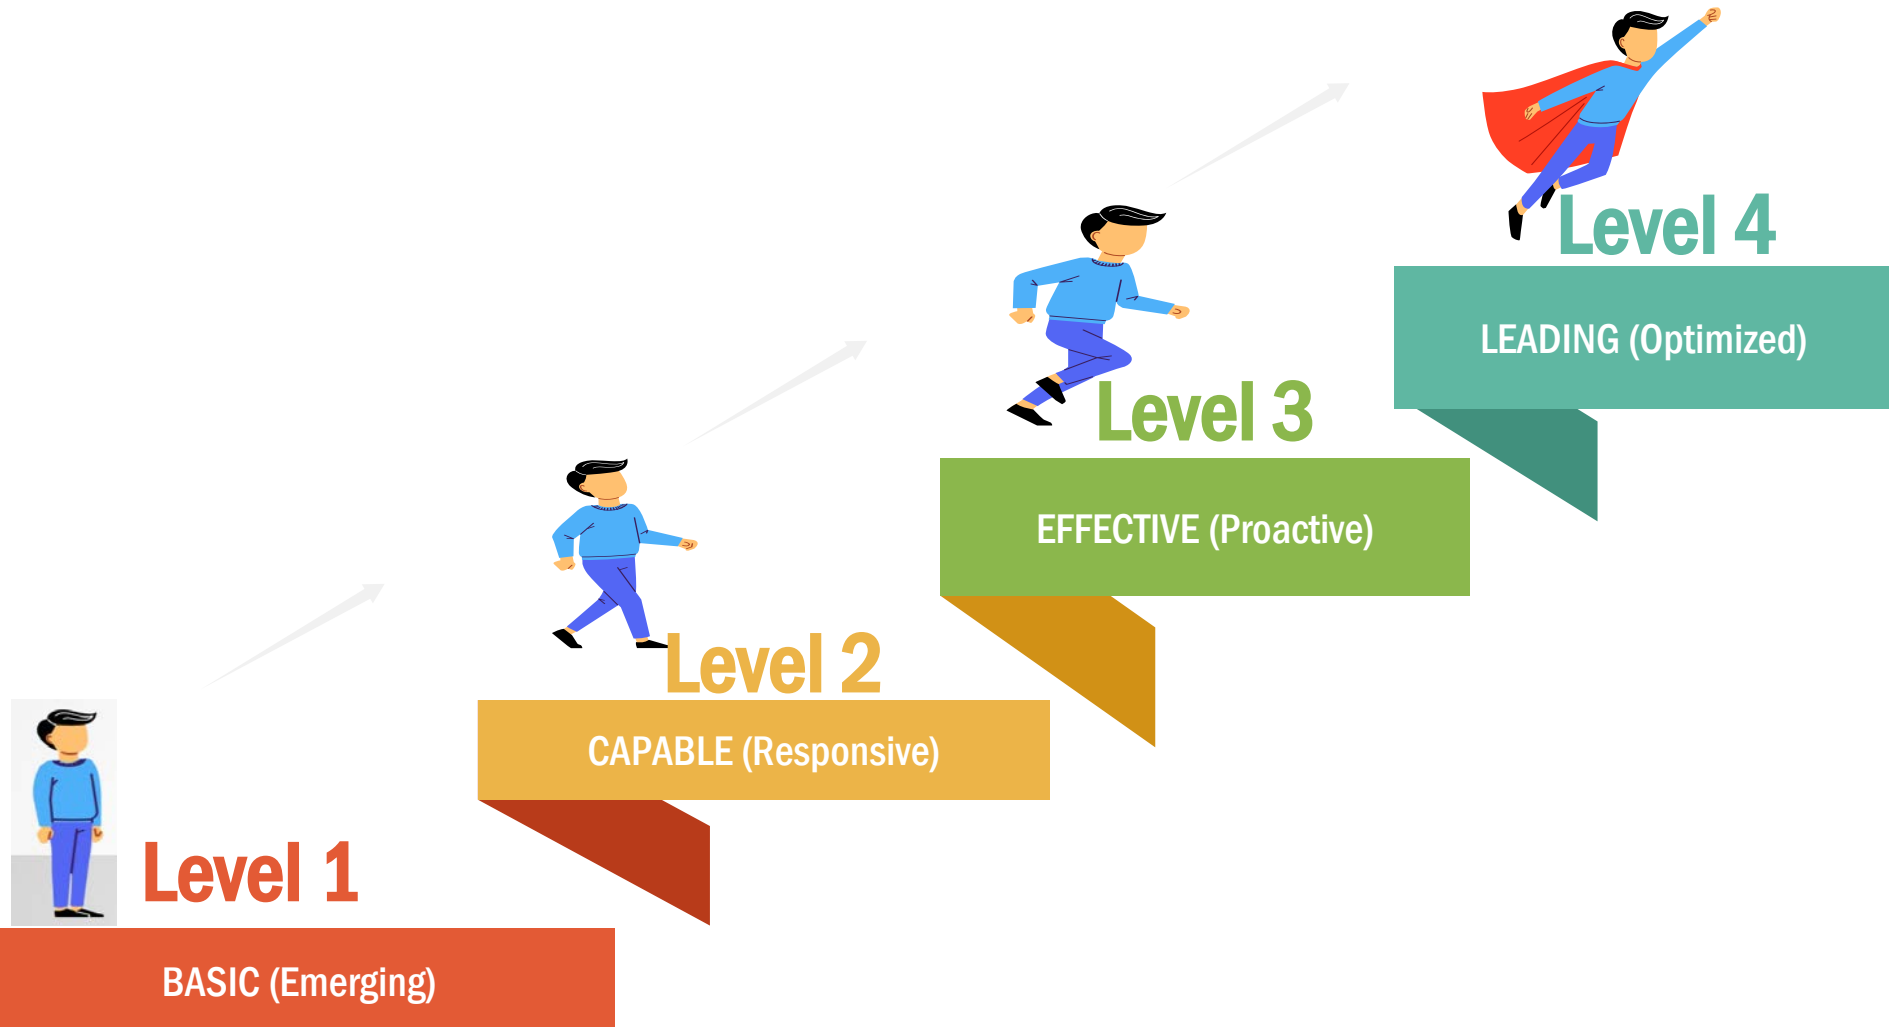 Level 1
BASIC (Emerging)
Level 2
CAPABLE (Responsive)
Level 3
EFFECTIVE (Proactive)
Level 4
LEADING (Optimized)